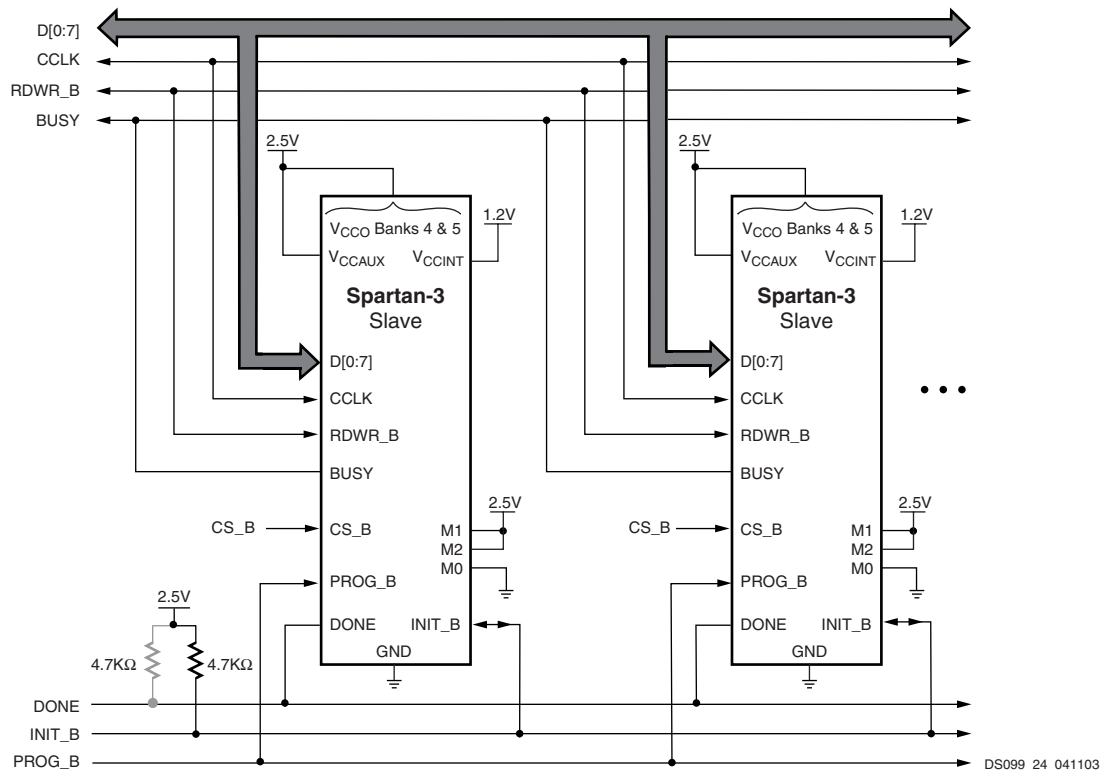 D[0:7]
CCLK
RDWR_B
BUSY
2.5V
VCCO Banks 4 & 5
1.2V
VCCAUX VCCINT
Spartan-3
Slave
D[0:7]
CCLK
RDWR_B
BUSY
2.5V
CS_B
CS_B
M1
M2
M0
PROG_B
DONE
INIT_B
GND
2.5V
VCCO Banks 4 & 5
1.2V
VCCAUX VCCINT
Spartan-3
Slave
D[0:7]
CCLK
RDWR_B
BUSY
2.5V
CS_B
CS_B
M1
M2
M0
PROG_B
DONE
INIT_B
GND
2.5V
4.7KΩ
4.7KΩ
DONE
INIT_B
PROG_B
DS099_24_041103